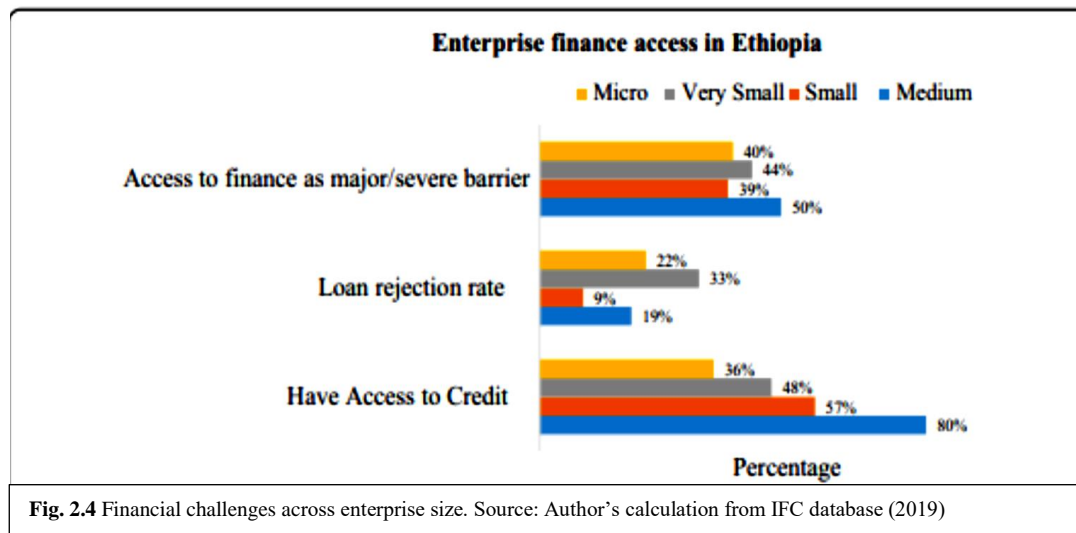 Enterprise finance access in Ethiopia
Micro Very Small Small Medium
Access to finance as major/severe barrier
40%
44%
39%
50%
Loan rejection rate
22%
33%
9%
19%
Have Access to Credit
36%
48%
57%
80%
Percentage
Fig. 2.4 Financial challenges across enterprise size. Source: Author’s calculation from IFC database (2019)